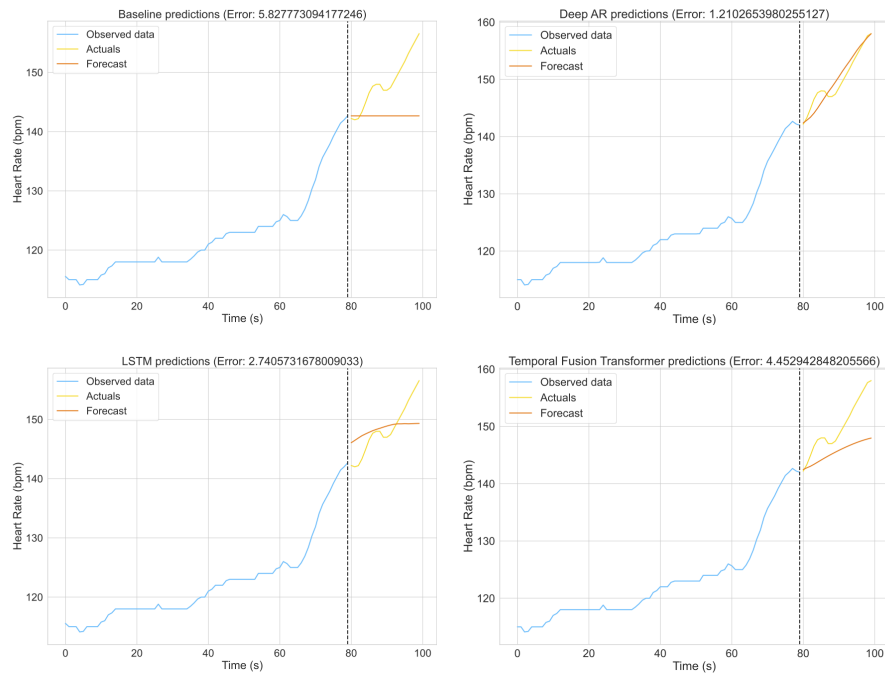 Baseline predictions (Error: 5.827773094177246)
Observed data
Actuals
Forecast
Heart Rate (bpm)
150
140
130
120
0 20 40 60 80 100
Time (s)
Deep AR predictions (Error: 1.2102653980255127)
Observed data
Actuals
Forecast
Heart Rate (bpm)
160
150
140
130
120
0 20 40 60 80 100
Time (s)
LSTM predictions (Error: 2.7405731678009033)
Observed data
Actuals
Forecast
Heart Rate (bpm)
150
140
130
120
0 20 40 60 80 100
Time (s)
Temporal Fusion Transformer predictions (Error: 4.452942848205566)
Observed data
Actuals
Forecast
Heart Rate (bpm)
160
150
140
130
120
0 20 40 60 80 100
Time (s)